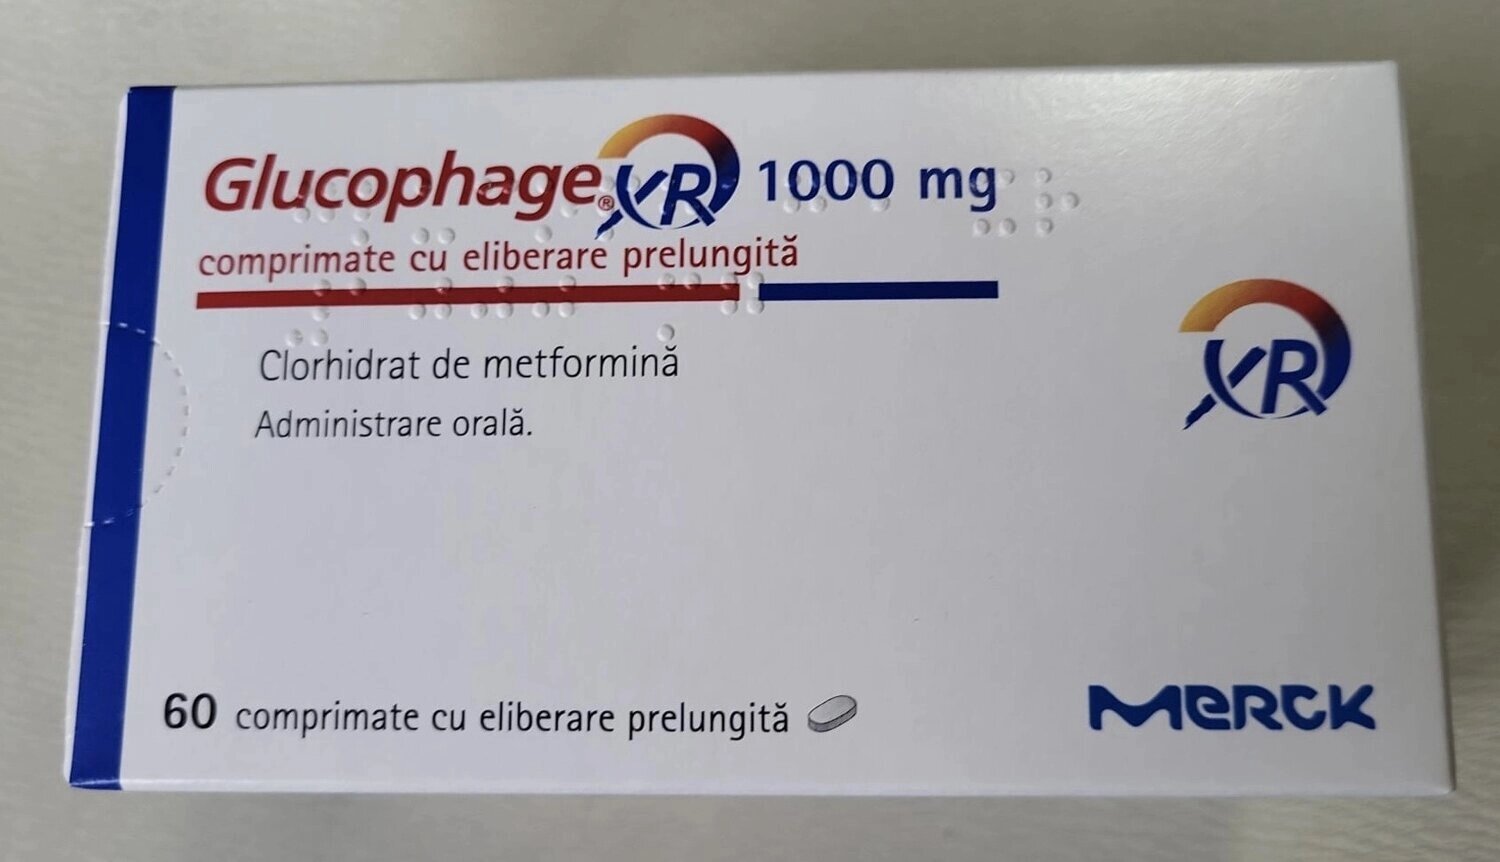 Glucophage® XR 1000 mg
comprimate cu eliberare prelungită
Clorhidrat de metformină
Administrare orală.
XR
60 comprimate cu eliberare prelungită
MERCK